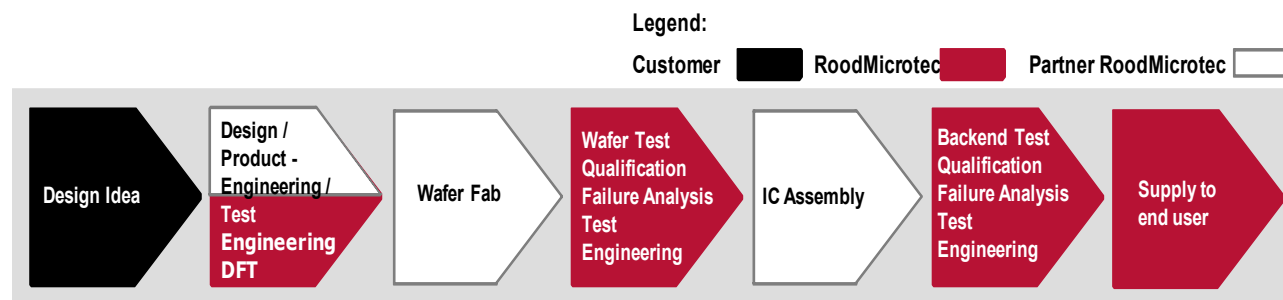 Legend:
Customer
RoodMicrotec
Partner RoodMicrotec
Design Idea
Design /
Product -
Engineering /
Test
Engineering
DFT
Wafer Fab
Wafer Test
Qualification
Failure Analysis
Test
Engineering
IC Assembly
Backend Test
Qualification
Failure Analysis
Test
Engineering
Supply to
end user